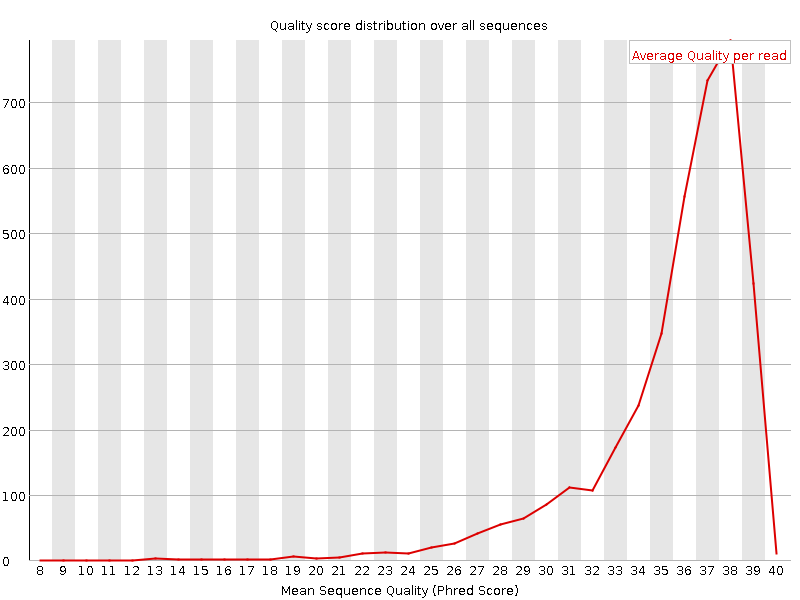 Quality score distribution over all sequences
Average Quality per read
700
600
500
400
300
200
100
0
8 9 10 11 12 13 14 15 16 17 18 19 20 21 22 23 24 25 26 27 28 29 30 31 32 33 34 35 36 37 38 39 40
Mean Sequence Quality (Phred Score)